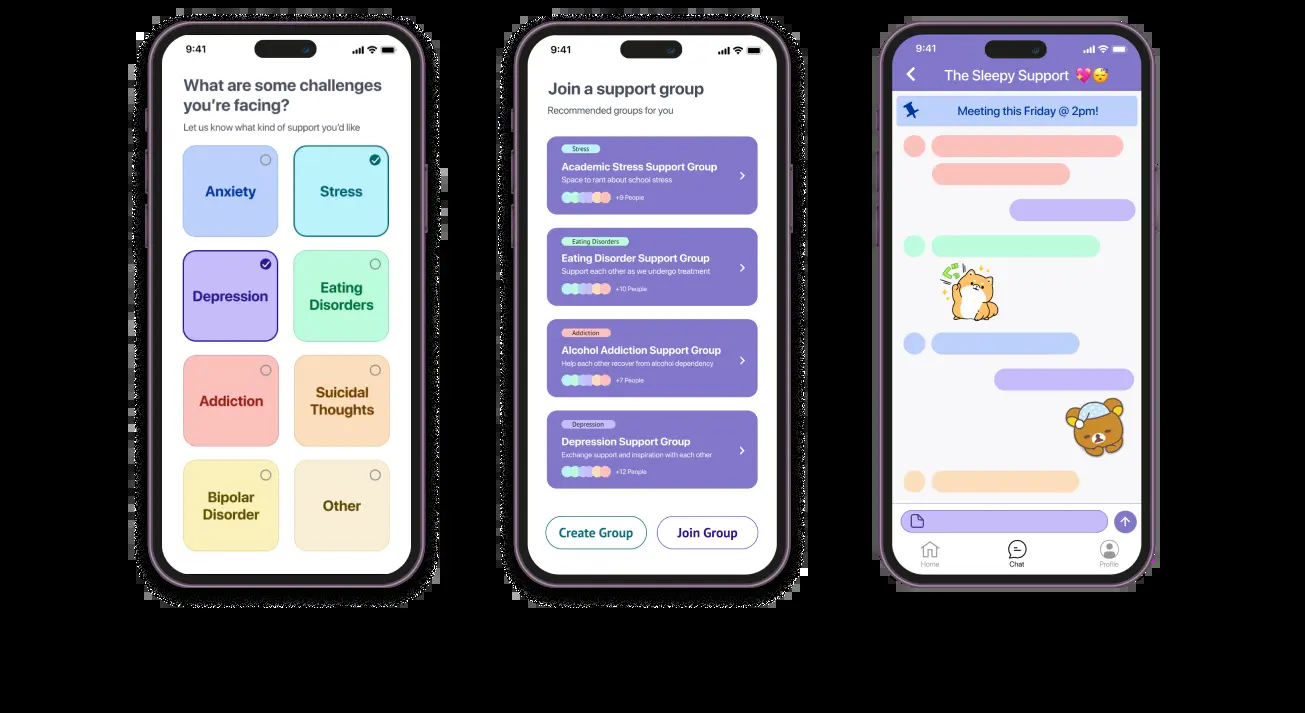 9:41
What are some challenges
you're facing?
Let us know what kind of support you'd like
Anxiety
Stress
Depression
Eating
Disorders
Addiction
Suicidal
Thoughts
Bipolar
Disorder
Other
9:41
Join a support group
Recommended groups for you
Stress
Academic Stress Support Group
Space to rant about school stress
+9 People
Eating Disorders
Eating Disorder Support Group
Support each other as we undergo treatment
+10 People
Addiction
Alcohol Addiction Support Group
Help each other recover from alcohol dependency
+7 People
Depression
Depression Support Group
Exchange support and inspiration with each other
+12 People
Create Group
Join Group
9:41
The Sleepy Support 💖😴
Meeting this Friday @ 2pm!
Home
Chat
Profile